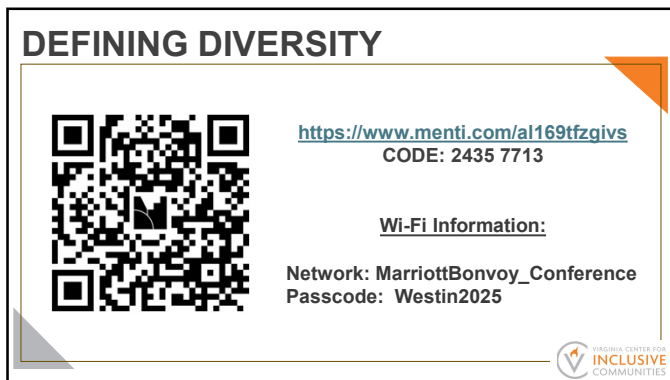 DEFINING DIVERSITY
https://www.menti.com/al169tfzgivs
CODE: 2435 7713
Wi-Fi Information:
Network: MarriottBonvoy_Conference
Passcode: Westin2025
VIRGINIA CENTER FOR
INCLUSIVE
COMMUNITIES